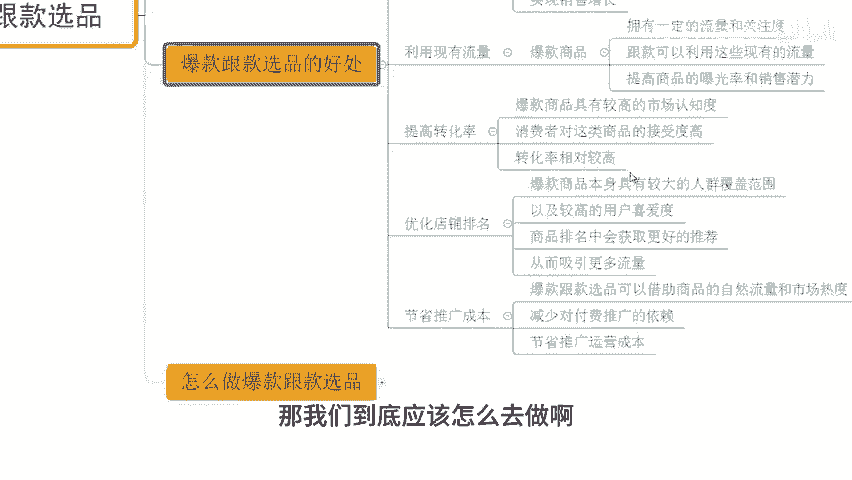 跟款选品
实现销售增长
爆款跟款选品的好处
利用现有流量
爆款商品
拥有一定的流量和关注度
跟款可以利用这些现有的流量
提高商品的曝光率和销售潜力
提高转化率
爆款商品具有较高的市场认知度
消费者对这类商品的接受度高
转化率相对较高
优化店铺排名
爆款商品本身具有较大的人群覆盖范围
以及较高的用户喜爱度
商品排名中会获取更好的推荐
从而吸引更多流量
节省推广成本
爆款跟款选品可以借助商品的自然流量和市场热度
减少对付费推广的依赖
节省推广运营成本
怎么做爆款跟款选品
那我们到底应该怎么去做啊